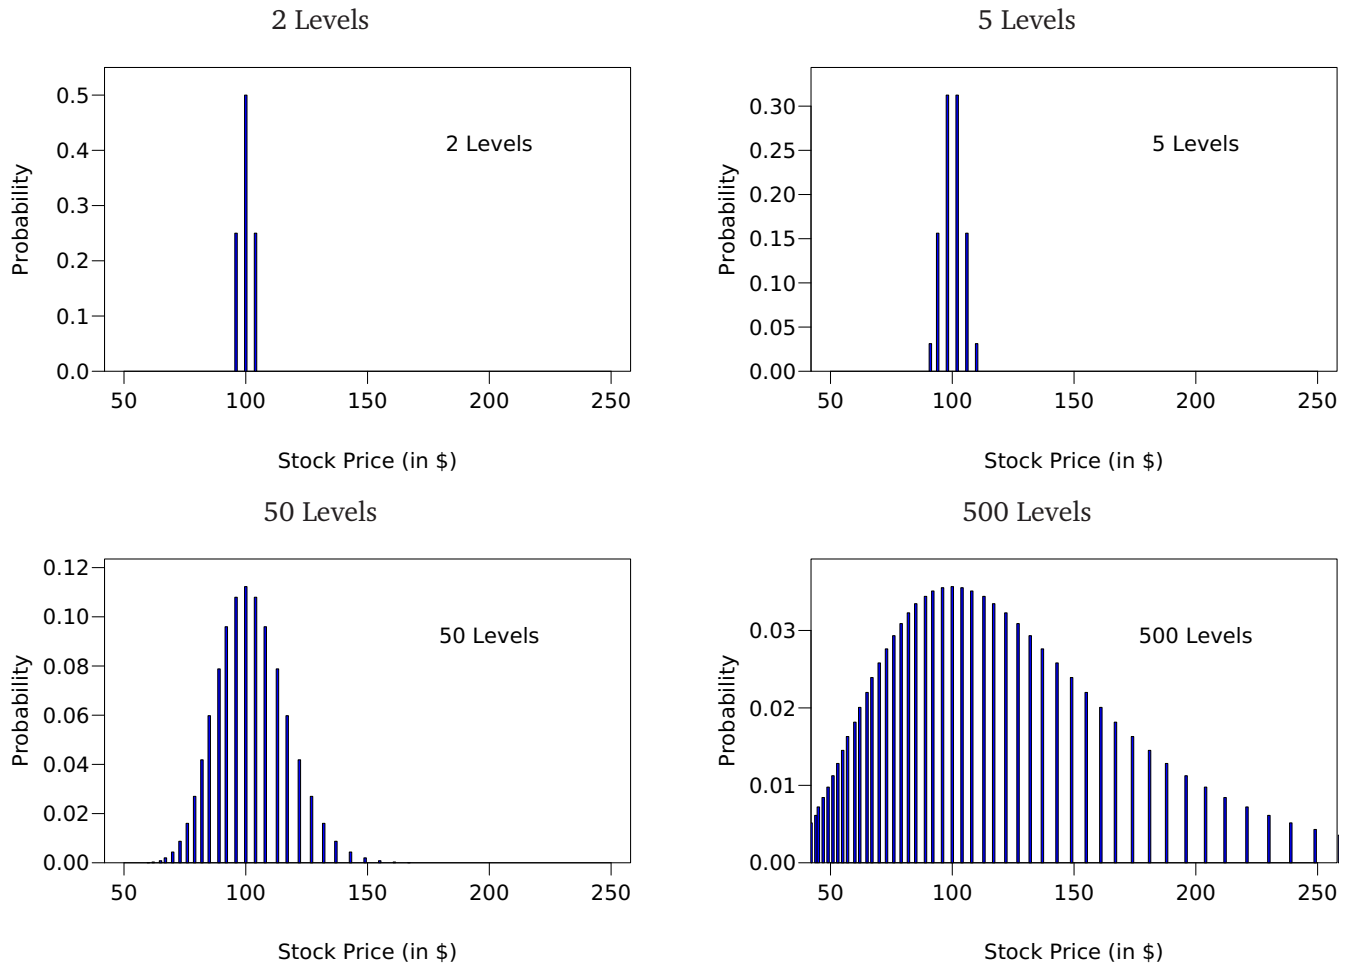 2 Levels
0.5
0.4
0.3
0.2
0.1
0.0
Probability
2 Levels
50 100 150 200 250
Stock Price (in $)
5 Levels
0.30
0.25
0.20
0.15
0.10
0.05
0.00
Probability
5 Levels
50 100 150 200 250
Stock Price (in $)
50 Levels
0.12
0.10
0.08
0.06
0.04
0.02
0.00
Probability
50 Levels
50 100 150 200 250
Stock Price (in $)
500 Levels
0.03
0.02
0.01
0.00
Probability
500 Levels
50 100 150 200 250
Stock Price (in $)